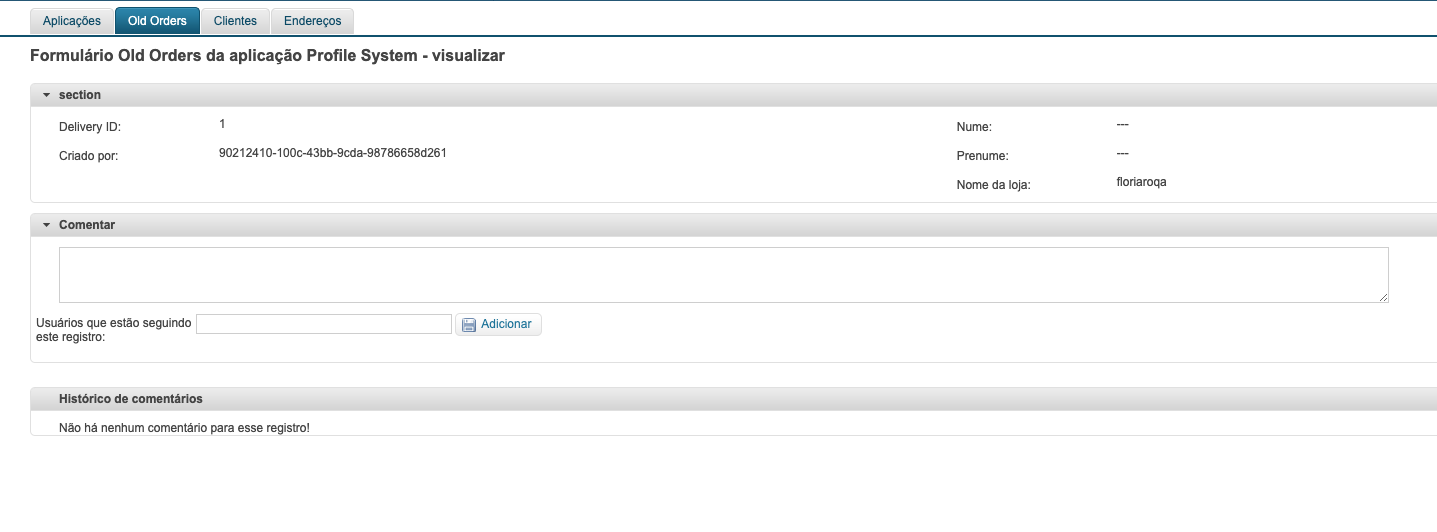 Aplicações Old Orders Clientes Endereços
Formulário Old Orders da aplicação Profile System - visualizar
section
Delivery ID: 1 Nume: ---
Criado por: 90212410-100c-43bb-9cda-98786658d261 Prenume: ---
Nome da loja: floriaroqa
Comentar
Usuários que estão seguindo
este registro:
Adicionar
Histórico de comentários
Não há nenhum comentário para esse registro!